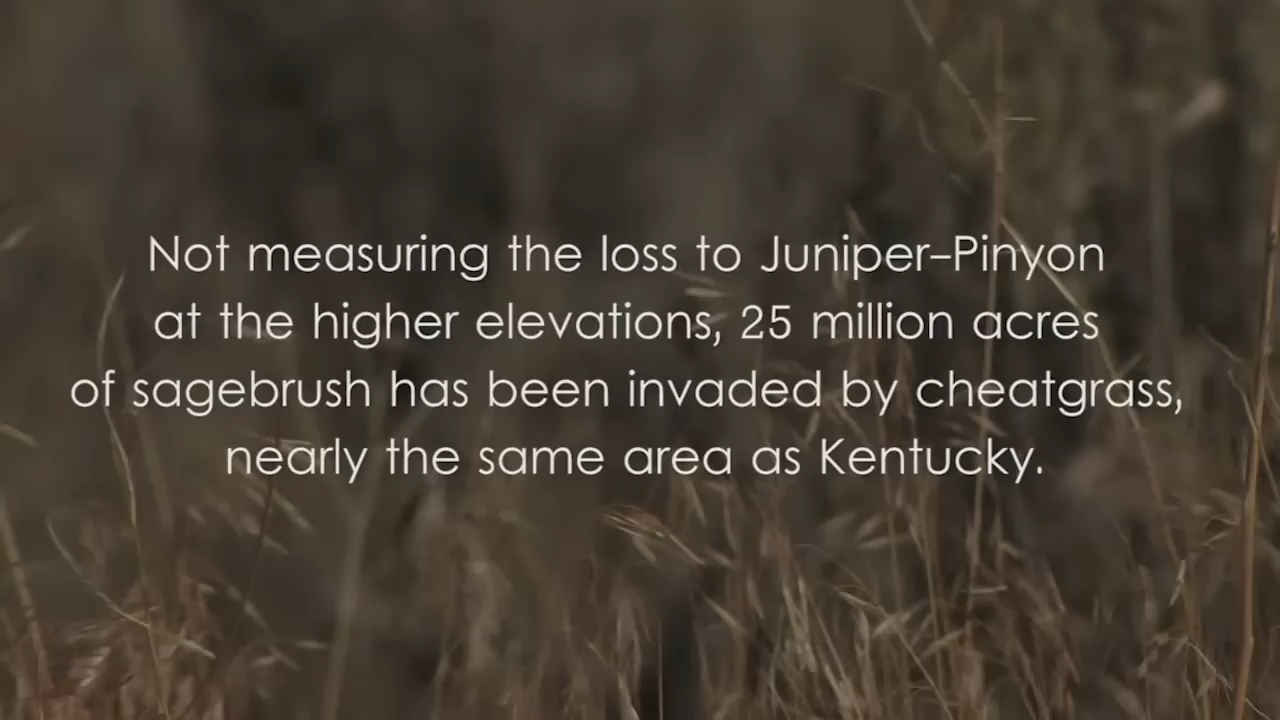 Not measuring the loss to Juniper-Pinyon
at the higher elevations, 25 million acres
of sagebrush has been invaded by cheatgrass,
nearly the same area as Kentucky.